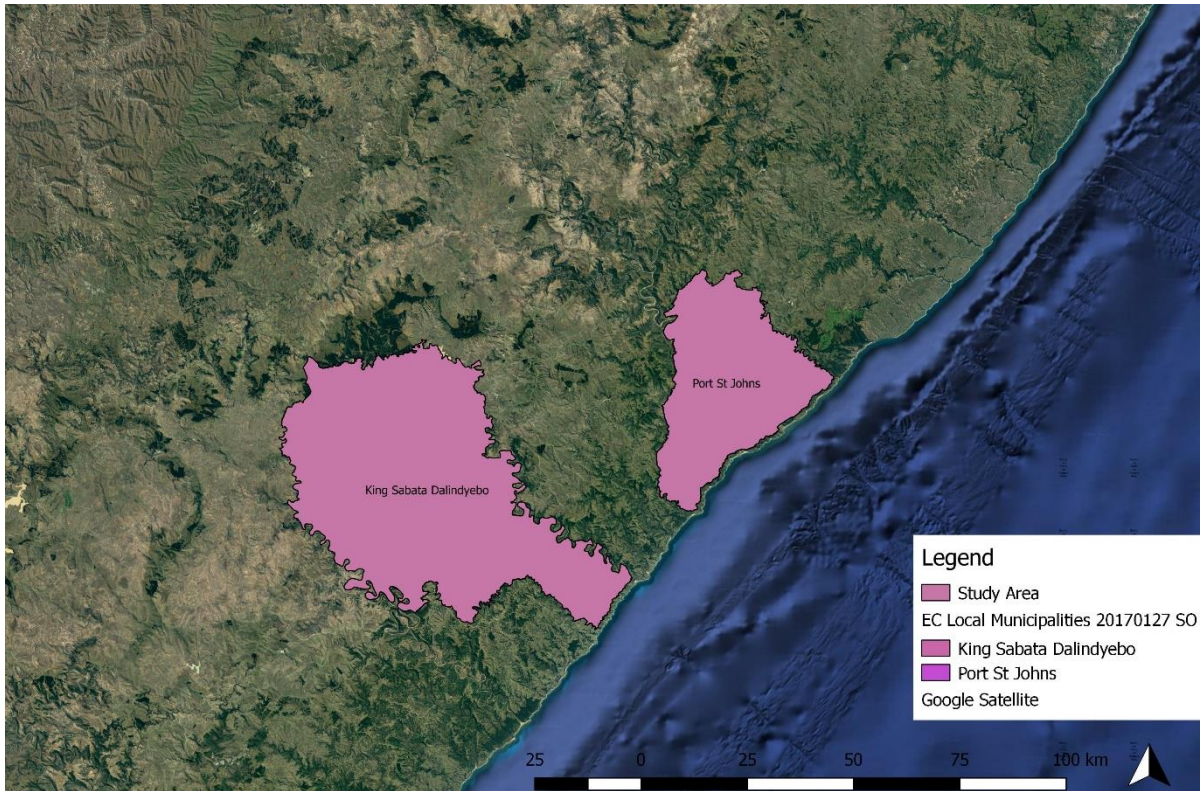 Port St Johns
King Sabata Dalindyebo
Legend
Study Area
EC Local Municipalities 20170127 SO
King Sabata Dalindyebo
Port St Johns
Google Satellite
25 0 25 50 75 100 km